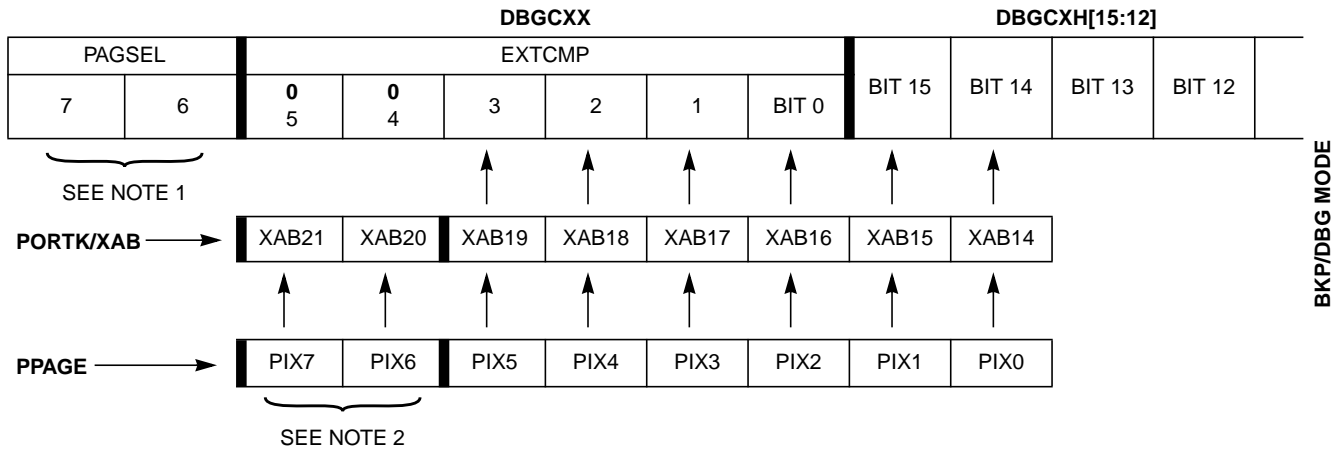 DBGCXX DBGCXH[15:12]
PAGSEL EXTCMP
7 6 0 5 0 4 3 2 1 BIT 0 BIT 15 BIT 14 BIT 13 BIT 12
SEE NOTE 1
PORTK/XAB XAB21 XAB20 XAB19 XAB18 XAB17 XAB16 XAB15 XAB14
PPAGE PIX7 PIX6 PIX5 PIX4 PIX3 PIX2 PIX1 PIX0
SEE NOTE 2
BKP/DBG MODE